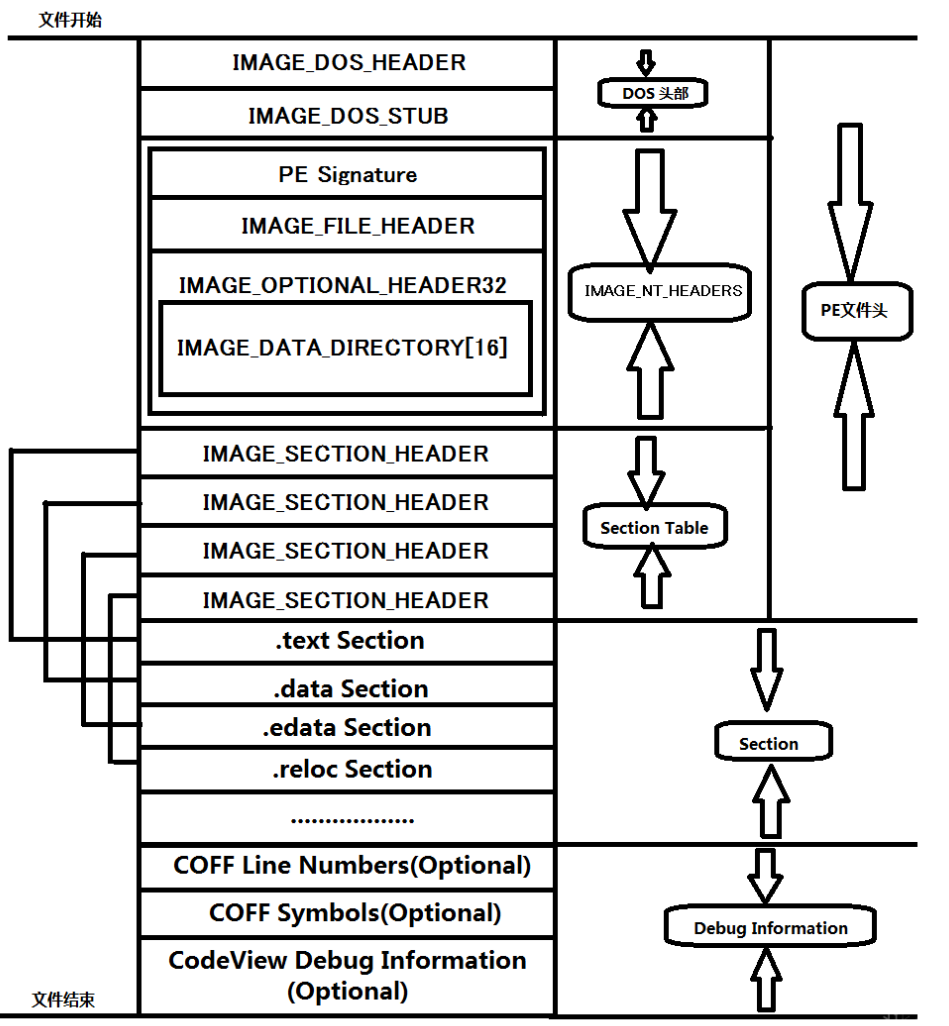 文件开始
IMAGE_DOS_HEADER
DOS 头部
IMAGE_DOS_STUB
PE Signature
IMAGE_FILE_HEADER
IMAGE_OPTIONAL_HEADER32
IMAGE_NT_HEADERS
PE文件头
IMAGE_DATA_DIRECTORY[16]
IMAGE_SECTION_HEADER
IMAGE_SECTION_HEADER
Section Table
IMAGE_SECTION_HEADER
IMAGE_SECTION_HEADER
.text Section
.data Section
.edata Section
Section
.reloc Section
..................
COFF Line Numbers(Optional)
COFF Symbols(Optional)
Debug Information
CodeView Debug Information
(Optional)
文件结束